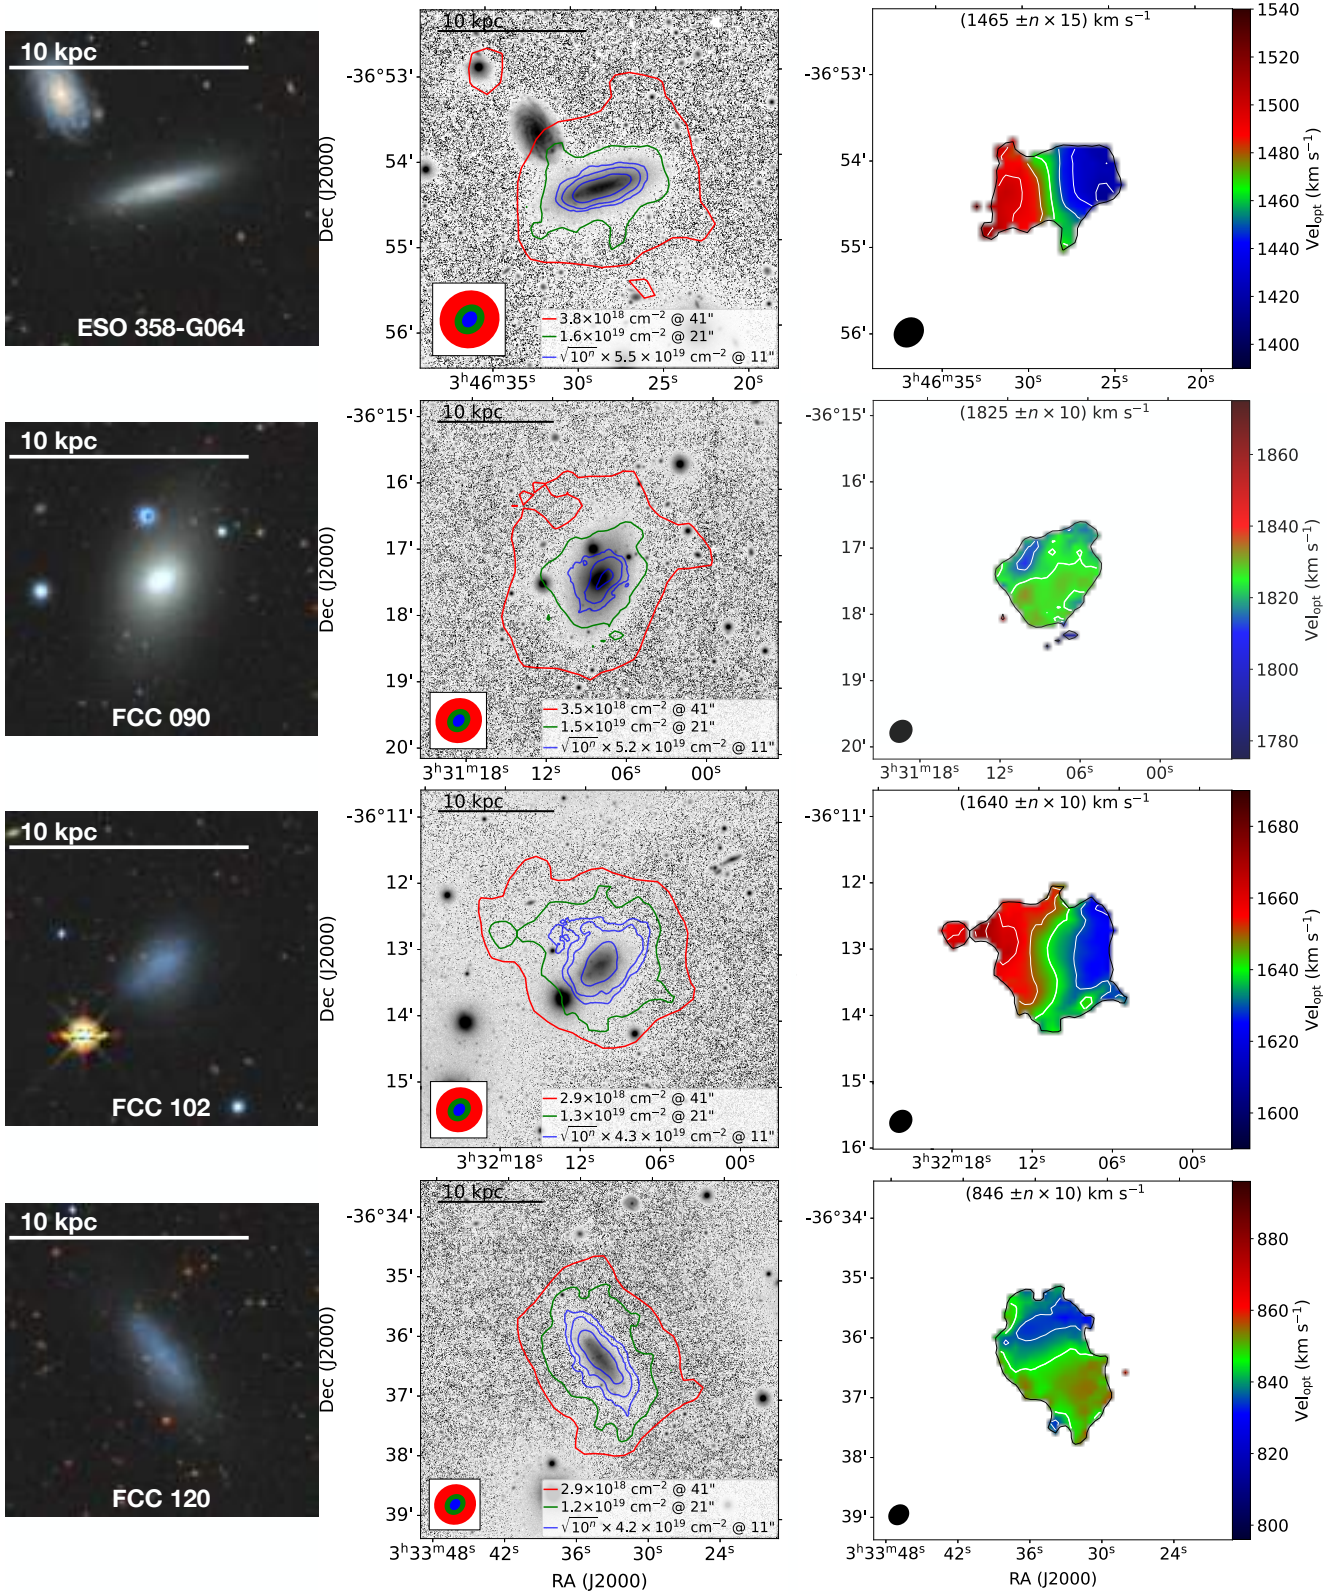 10 kpc
ESO 358-G064
10 kpc
-36°53'
54'
55'
56'
Dec (J2000)
3.8×10¹⁸ cm⁻² @ 41"
1.6×10¹⁹ cm⁻² @ 21"
√10ⁿ × 5.5 × 10¹⁹ cm⁻² @ 11"
3ʰ46ᵐ35ˢ 30ˢ 25ˢ 20ˢ
(1465 ±n × 15) km s⁻¹
-36°53'
54'
55'
56'
3ʰ46ᵐ35ˢ 30ˢ 25ˢ 20ˢ
1540
1520
1500
1480
1460
1440
1420
1400
Vel_opt (km s⁻¹)
10 kpc
FCC 090
10 kpc
-36°15'
16'
17'
18'
19'
20'
Dec (J2000)
3.5×10¹⁸ cm⁻² @ 41"
1.5×10¹⁹ cm⁻² @ 21"
√10ⁿ × 5.2 × 10¹⁹ cm⁻² @ 11"
3ʰ31ᵐ18ˢ 12ˢ 06ˢ 00ˢ
(1825 ±n × 10) km s⁻¹
-36°15'
16'
17'
18'
19'
20'
3ʰ31ᵐ18ˢ 12ˢ 06ˢ 00ˢ
1860
1840
1820
1800
1780
Vel_opt (km s⁻¹)
10 kpc
FCC 102
10 kpc
-36°11'
12'
13'
14'
15'
Dec (J2000)
2.9×10¹⁸ cm⁻² @ 41"
1.3×10¹⁹ cm⁻² @ 21"
√10ⁿ × 4.3 × 10¹⁹ cm⁻² @ 11"
3ʰ32ᵐ18ˢ 12ˢ 06ˢ 00ˢ
(1640 ±n × 10) km s⁻¹
-36°11'
12'
13'
14'
15'
16'
3ʰ32ᵐ18ˢ 12ˢ 06ˢ 00ˢ
1680
1660
1640
1620
1600
Vel_opt (km s⁻¹)
10 kpc
FCC 120
10 kpc
-36°34'
35'
36'
37'
38'
39'
Dec (J2000)
2.9×10¹⁸ cm⁻² @ 41"
1.2×10¹⁹ cm⁻² @ 21"
√10ⁿ × 4.2 × 10¹⁹ cm⁻² @ 11"
3ʰ33ᵐ48ˢ 42ˢ 36ˢ 30ˢ 24ˢ
RA (J2000)
(846 ±n × 10) km s⁻¹
-36°34'
35'
36'
37'
38'
39'
3ʰ33ᵐ48ˢ 42ˢ 36ˢ 30ˢ 24ˢ
RA (J2000)
880
860
840
820
800
Vel_opt (km s⁻¹)